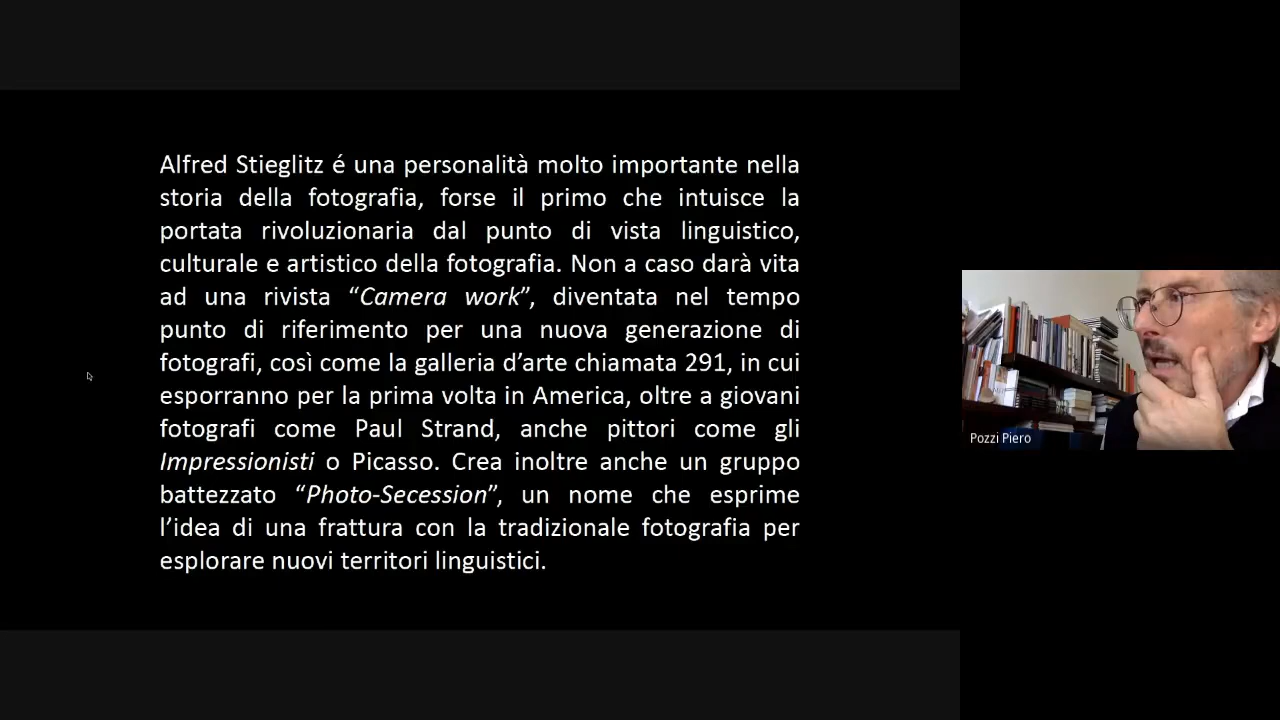 Alfred Stieglitz é una personalità molto importante nella
storia della fotografia, forse il primo che intuisce la
portata rivoluzionaria dal punto di vista linguistico,
culturale e artistico della fotografia. Non a caso darà vita
ad una rivista “Camera work”, diventata nel tempo
punto di riferimento per una nuova generazione di
fotografi, così come la galleria d’arte chiamata 291, in cui
esporranno per la prima volta in America, oltre a giovani
fotografi come Paul Strand, anche pittori come gli
Impressionisti o Picasso. Crea inoltre anche un gruppo
battezzato “Photo-Secession”, un nome che esprime
l’idea di una frattura con la tradizionale fotografia per
esplorare nuovi territori linguistici.
Pozzi Piero